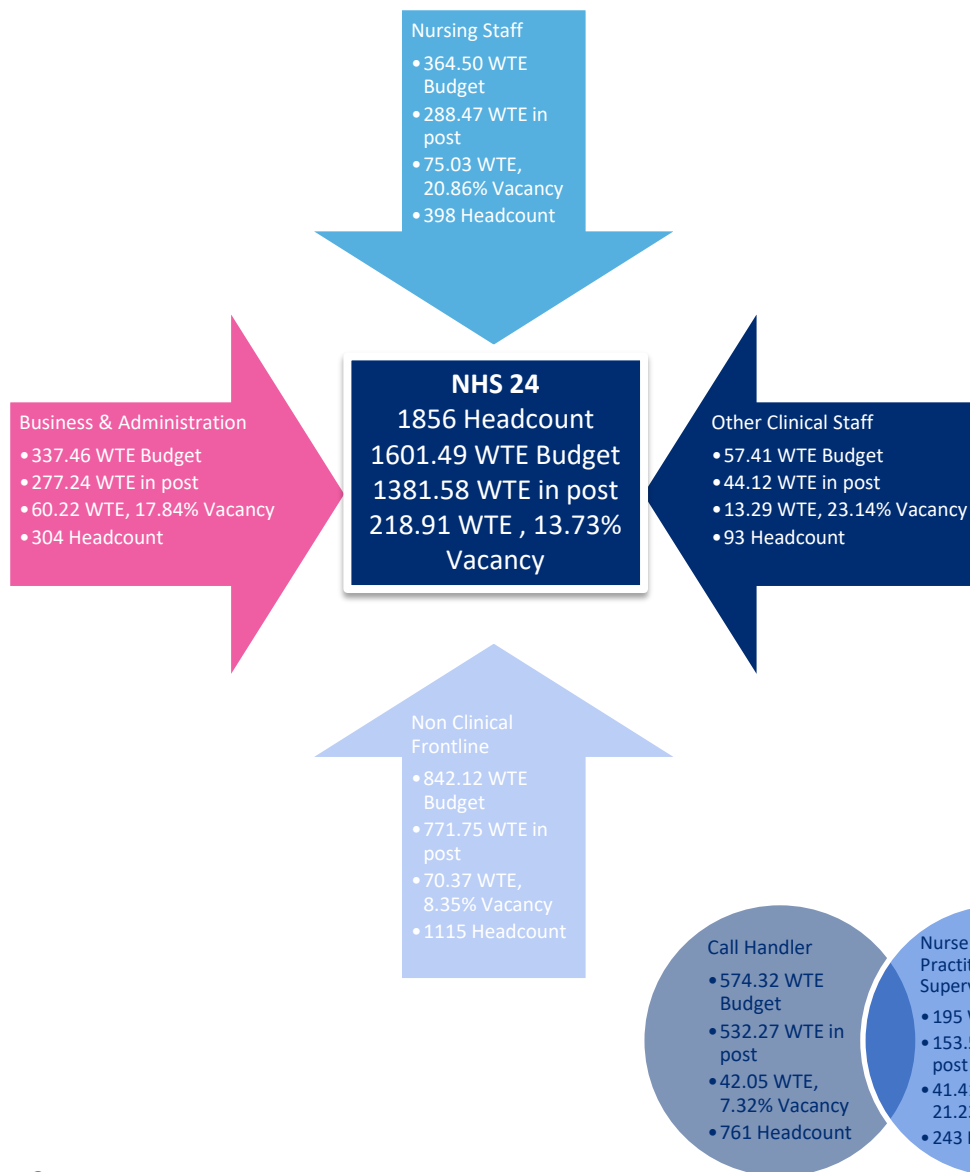 Nursing Staff
•364.50 WTE
Budget
•288.47 WTE in
post
•75.03 WTE,
20.86% Vacancy
•398 Headcount
Business & Administration
•337.46 WTE Budget
•277.24 WTE in post
•60.22 WTE, 17.84% Vacancy
•304 Headcount
NHS 24
1856 Headcount
1601.49 WTE Budget
1381.58 WTE in post
218.91 WTE , 13.73%
Vacancy
Other Clinical Staff
•57.41 WTE Budget
•44.12 WTE in post
•13.29 WTE, 23.14% Vacancy
•93 Headcount
Non Clinical
Frontline
•842.12 WTE
Budget
•771.75 WTE in
post
•70.37 WTE,
8.35% Vacancy
•1115 Headcount
Call Handler
•574.32 WTE
Budget
•532.27 WTE in
post
•42.05 WTE,
7.32% Vacancy
•761 Headcount
Nurse
•195
post
•243